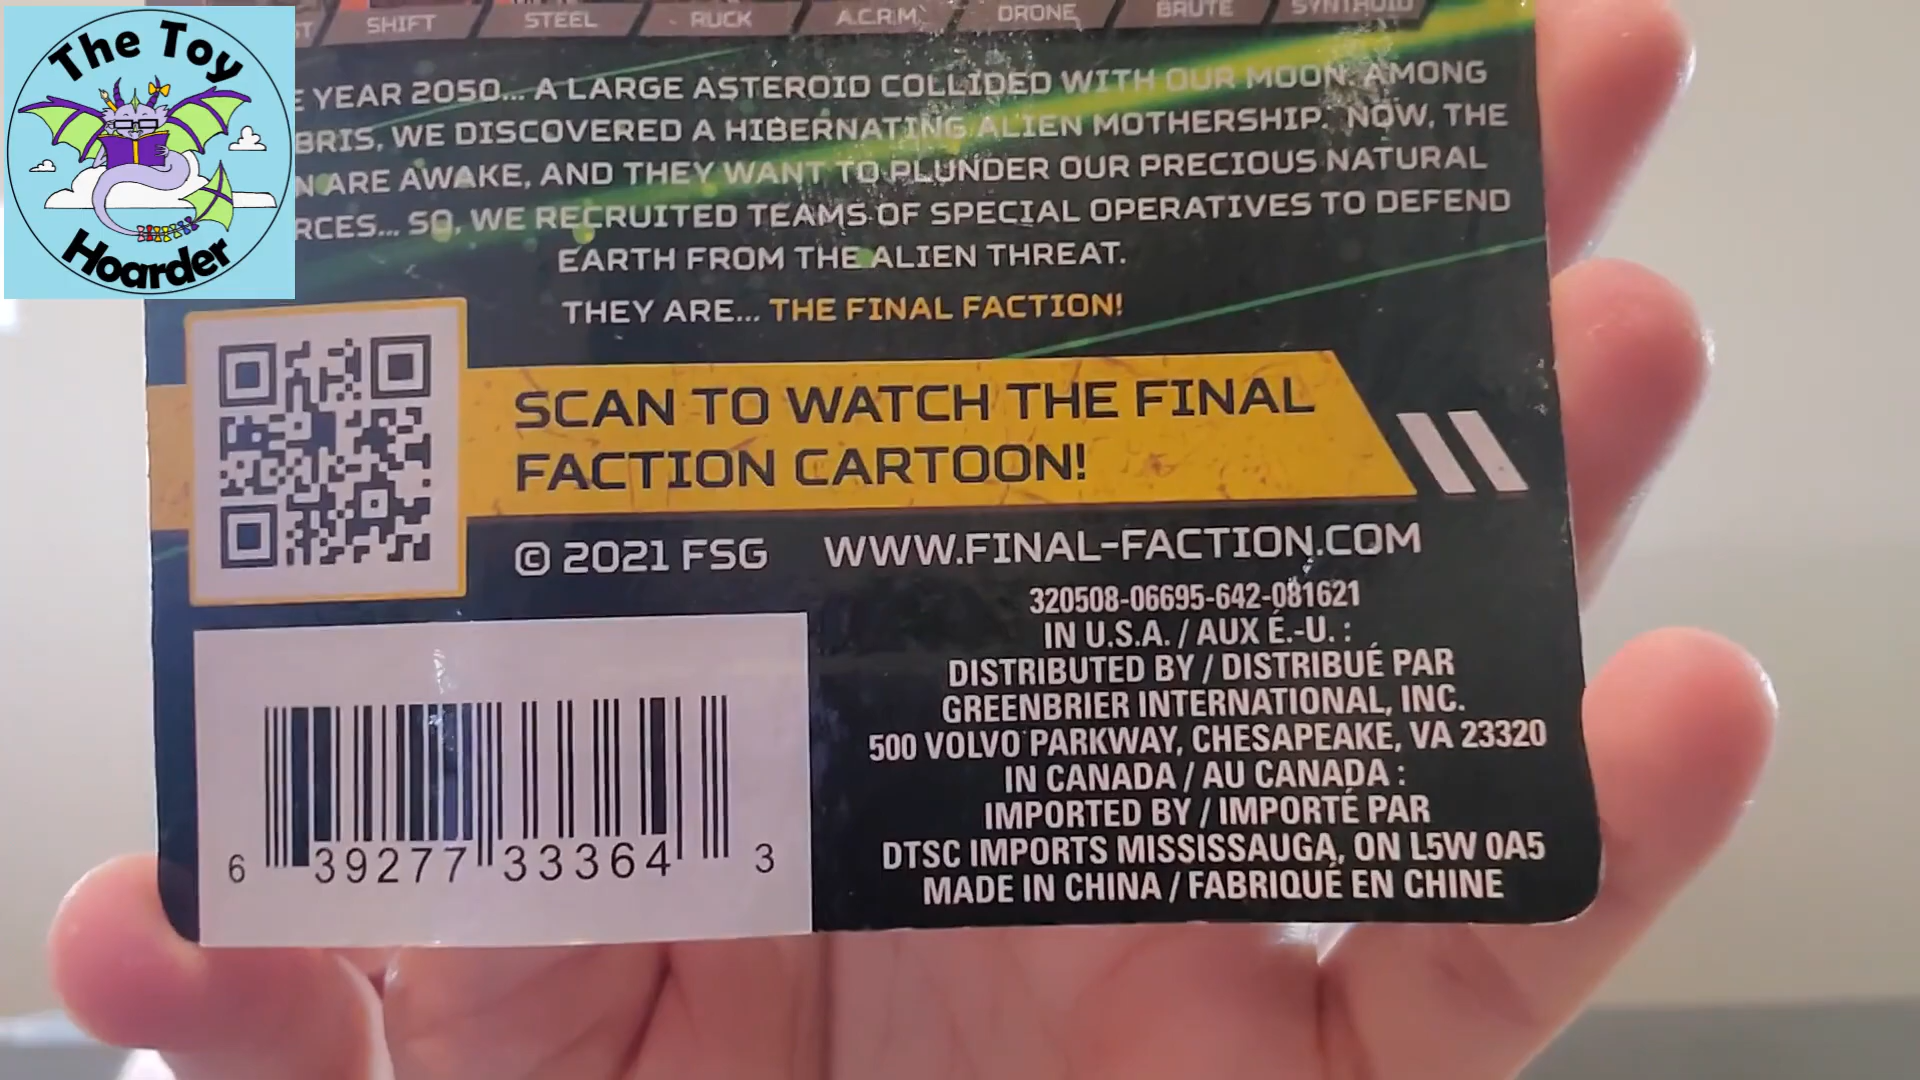 The Toy
Hoarder
SHIFT STEEL RUCK A.C.R.M. DRONE BRUTE SYNTHOID
YEAR 2050... A LARGE ASTEROID COLLIDED WITH OUR MOON. AMONG
BRIS, WE DISCOVERED A HIBERNATING ALIEN MOTHERSHIP. NOW, THE
N ARE AWAKE, AND THEY WANT TO PLUNDER OUR PRECIOUS NATURAL
RCES... SO, WE RECRUITED TEAMS OF SPECIAL OPERATIVES TO DEFEND
EARTH FROM THE ALIEN THREAT.
THEY ARE... THE FINAL FACTION!
SCAN TO WATCH THE FINAL
FACTION CARTOON!
© 2021 FSG WWW.FINAL-FACTION.COM
320508-06695-642-081621
IN U.S.A. / AUX É.-U. :
DISTRIBUTED BY / DISTRIBUÉ PAR
GREENBRIER INTERNATIONAL, INC.
500 VOLVO PARKWAY, CHESAPEAKE, VA 23320
IN CANADA / AU CANADA :
IMPORTED BY / IMPORTÉ PAR
DTSC IMPORTS MISSISSAUGA, ON L5W 0A5
MADE IN CHINA / FABRIQUÉ EN CHINE
6 39277 33364 3